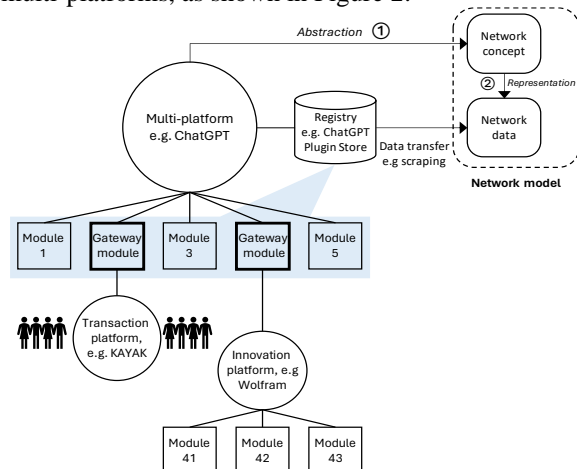 multi-platforms, as shown in Figure 2.
Abstraction ①
Network
concept
② Representation
Network
data
Network model
Multi-platform
e.g. ChatGPT
Registry
e.g. ChatGPT
Plugin Store
Data transfer
e.g scraping
Module
1
Gateway
module
Module
3
Gateway
module
Module
5
Transaction
platform,
e.g. KAYAK
Innovation
platform, e.g
Wolfram
Module
41
Module
42
Module
43